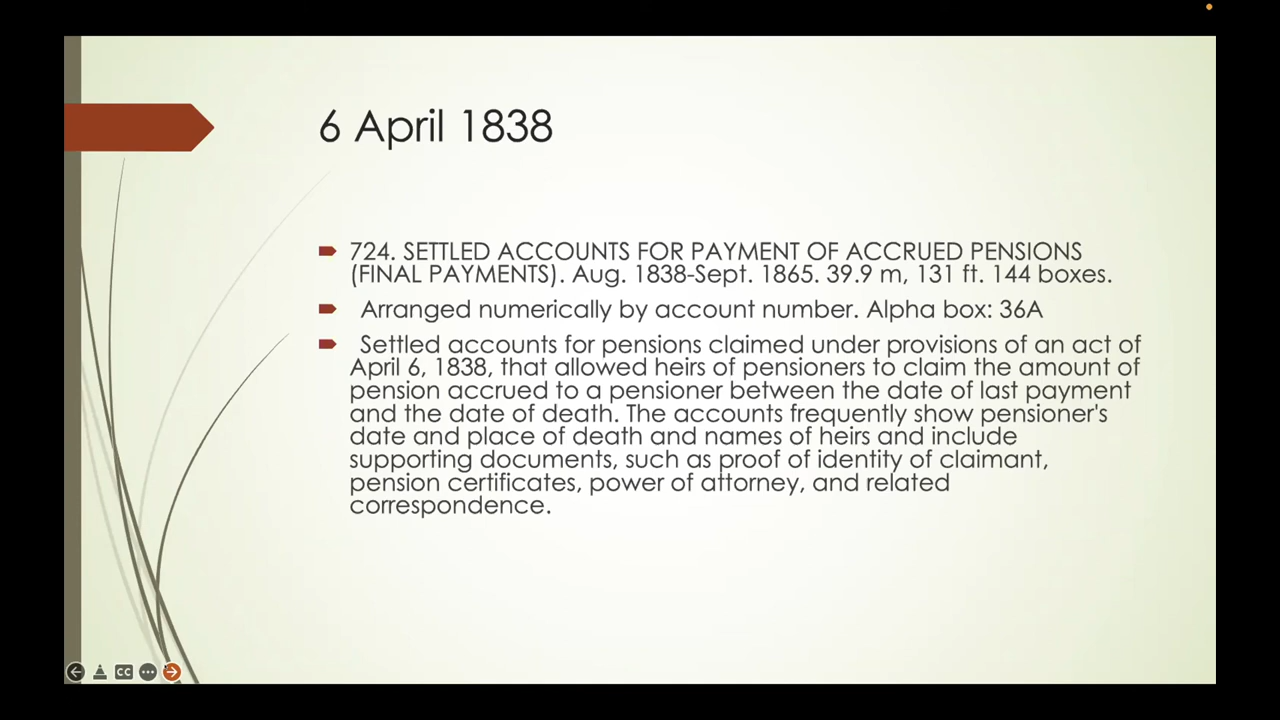 6 April 1838
724. SETTLED ACCOUNTS FOR PAYMENT OF ACCRUED PENSIONS
(FINAL PAYMENTS). Aug. 1838-Sept. 1865. 39.9 m, 131 ft. 144 boxes.
Arranged numerically by account number. Alpha box: 36A
Settled accounts for pensions claimed under provisions of an act of
April 6, 1838, that allowed heirs of pensioners to claim the amount of
pension accrued to a pensioner between the date of last payment
and the date of death. The accounts frequently show pensioner's
date and place of death and names of heirs and include
supporting documents, such as proof of identity of claimant,
pension certificates, power of attorney, and related
correspondence.
CC